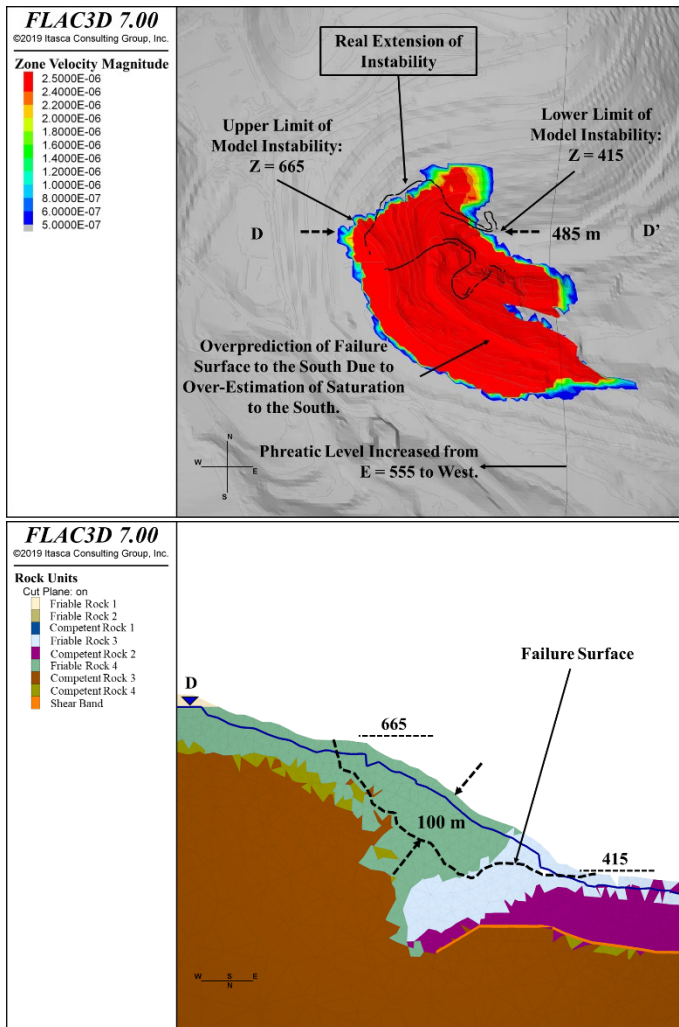 FLAC3D 7.00
©2019 Itasca Consulting Group, Inc.
Zone Velocity Magnitude
2.5000E-06
2.4000E-06
2.2000E-06
2.0000E-06
1.8000E-06
1.6000E-06
1.4000E-06
1.2000E-06
1.0000E-06
8.0000E-07
6.0000E-07
5.0000E-07
Real Extension of
Instability
Upper Limit of
Model Instability:
Z = 665
Lower Limit of
Model Instability:
Z = 415
D
485 m
D’
Overprediction of Failure
Surface to the South Due to
Over-Estimation of Saturation
to the South.
Phreatic Level Increased from
E = 555 to West.
N
W
E
S
FLAC3D 7.00
©2019 Itasca Consulting Group, Inc.
Rock Units
Cut Plane: on
Friable Rock 1
Friable Rock 2
Competent Rock 1
Friable Rock 3
Competent Rock 2
Friable Rock 4
Competent Rock 3
Competent Rock 4
Shear Band
Failure Surface
D
665
100 m
415
W S E
N